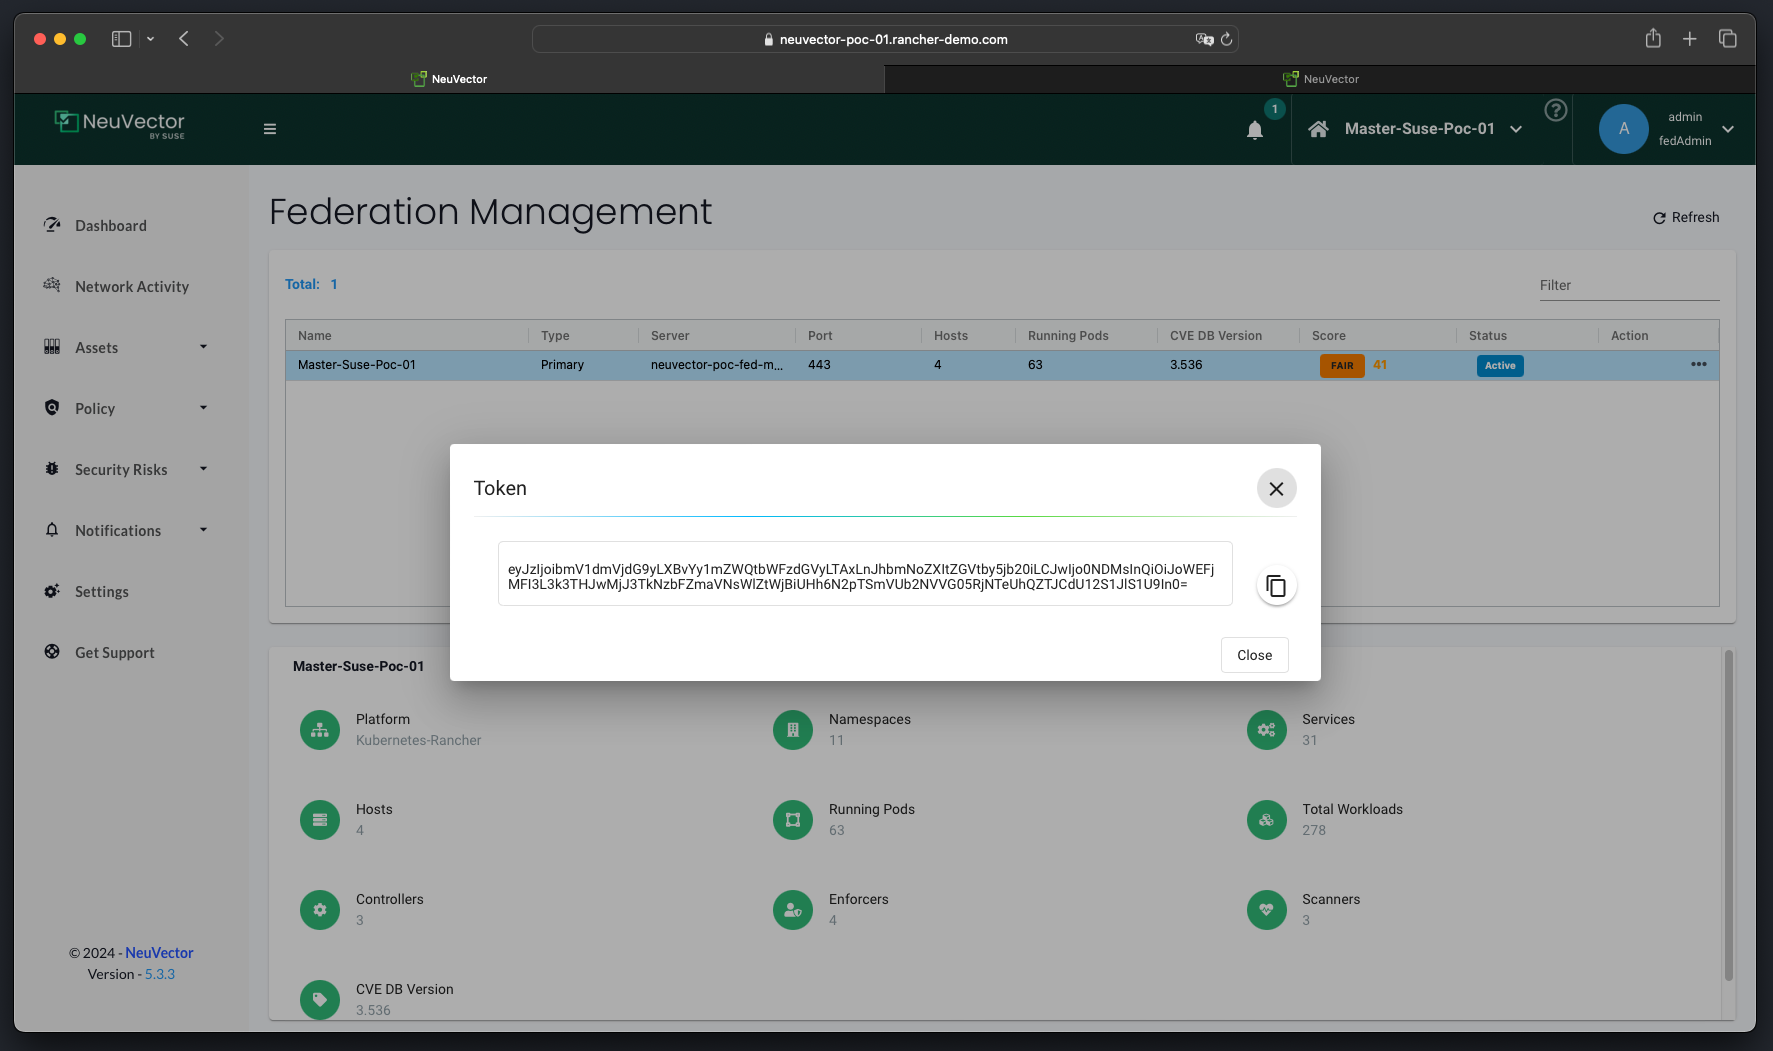 neuvector-poc-01.rancher-demo.com
NeuVector
NeuVector
NeuVector
BY SUSE
1
Master-Suse-Poc-01
?
A
admin
fedAdmin
Dashboard
Network Activity
Assets
Policy
Security Risks
Notifications
Settings
Get Support
© 2024 - NeuVector
Version - 5.3.3
Federation Management
Refresh
Total: 1
Filter
Name Type Server Port Hosts Running Pods CVE DB Version Score Status Action
Master-Suse-Poc-01 Primary neuvector-poc-fed-m... 443 4 63 3.536 FAIR 41 Active •••
Token
eyJzIjoibmV1dmVjdG9yLXBvYy1mZWQtbWFzdGVyLTAxLnJhbmNoZXItZGVtby5jb20iLCJwIjo0NDMsInQiOiJoWEFj
MFI3L3k3THJwMjJ3TkNzbFZmaVNsWlZtWjBiUHh6N2pTSmVUb2NVVG05RjNTeUhQZTJCdU12S1JlS1U9In0=
Close
Master-Suse-Poc-01
Platform
Kubernetes-Rancher
Namespaces
11
Services
31
Hosts
4
Running Pods
63
Total Workloads
278
Controllers
3
Enforcers
4
Scanners
3
CVE DB Version
3.536